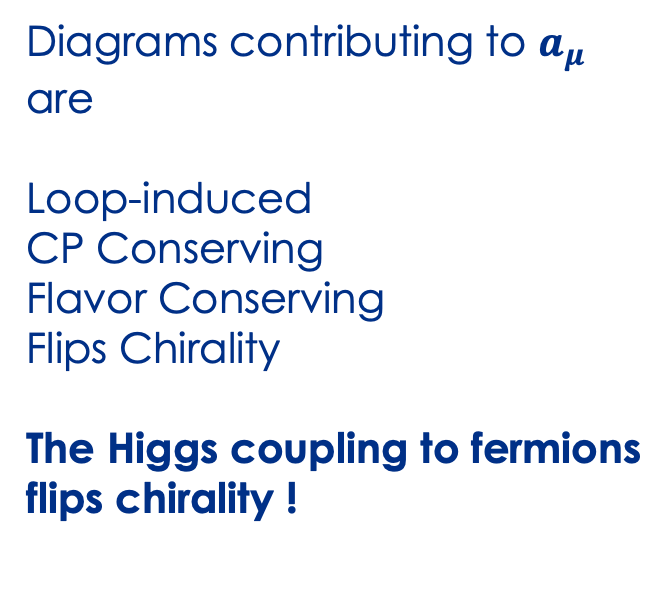 Diagrams contributing to aμ
are
Loop-induced
CP Conserving
Flavor Conserving
Flips Chirality
The Higgs coupling to fermions
flips chirality !